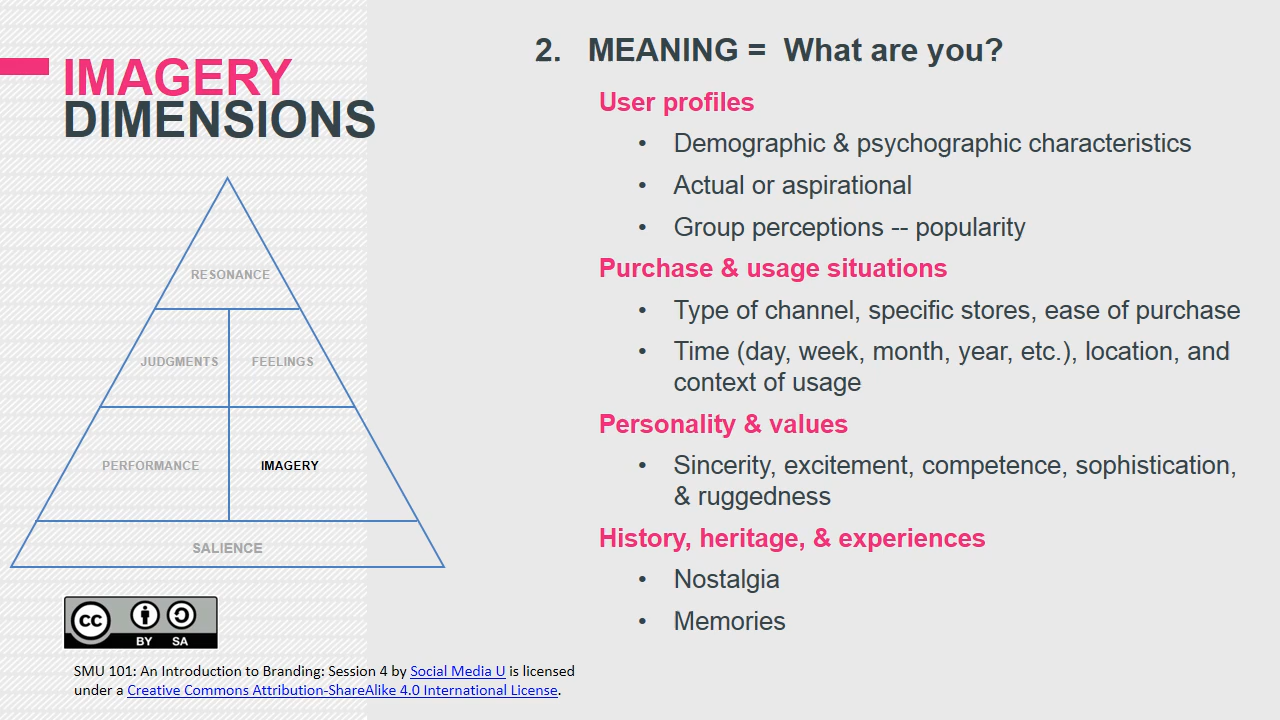 IMAGERY
DIMENSIONS
RESONANCE
JUDGMENTS
FEELINGS
PERFORMANCE
IMAGERY
SALIENCE
cc
BY SA
SMU 101: An Introduction to Branding: Session 4 by Social Media U is licensed
under a Creative Commons Attribution-ShareAlike 4.0 International License.
2. MEANING = What are you?
User profiles
• Demographic & psychographic characteristics
• Actual or aspirational
• Group perceptions -- popularity
Purchase & usage situations
• Type of channel, specific stores, ease of purchase
• Time (day, week, month, year, etc.), location, and
context of usage
Personality & values
• Sincerity, excitement, competence, sophistication,
& ruggedness
History, heritage, & experiences
• Nostalgia
• Memories